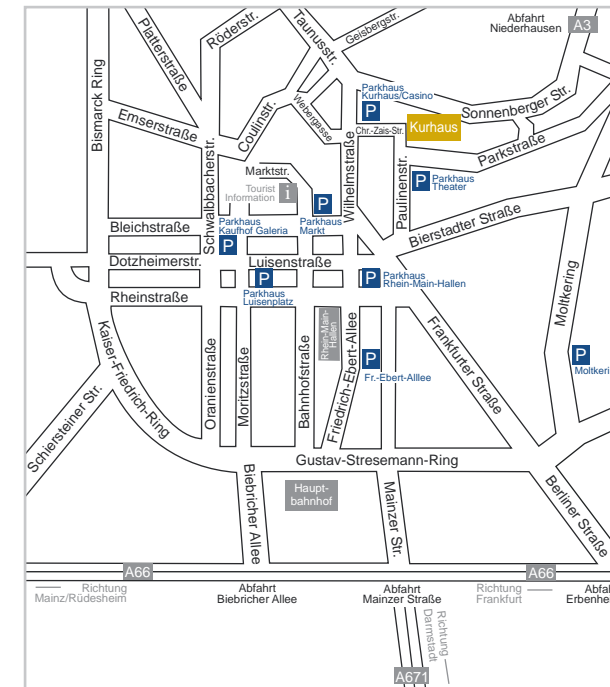 Abfahrt
Niederhausen
A3
Geisbergstr.
Taunusstr.
Röderstr.
Platterstraße
Bismarck Ring
Emserstraße
Schwalbbacherstr.
Coulinstr.
Webergasse
Parkhaus
Kurhaus/Casino
P
Chr.-Zais-Str.
Kurhaus
Sonnenberger Str.
Parkstraße
Wilhelmstraße
Paulinenstr.
P
Parkhaus
Theater
Marktstr.
Tourist
Information
i
P
Parkhaus
Markt
Parkhaus
Kaufhof Galeria
P
Bierstadter Straße
Bleichstraße
Dotzheimerstr.
Luisenstraße
Rheinstraße
P
Parkhaus
Luisenplatz
P
Parkhaus
Rhein-Main-Hallen
Moltkering
Kaiser-Friedrich-Ring
Oranienstraße
Moritzstraße
Bahnhofstraße
Rhein-Main-
Hallen
Friedrich-Ebert-Allee
P
Fr.-Ebert-Alllee
Frankfurter Straße
P
Moltkeri
Schiersteiner Str.
Gustav-Stresemann-Ring
Biebricher Allee
Haupt-
bahnhof
Mainzer Str.
Berliner Straße
A66
A66
Richtung
Mainz/Rüdesheim
Abfahrt
Biebricher Allee
Abfahrt
Mainzer Straße
Richtung
Frankfurt
Abfa
Erbenhe
Richtung
Darmstadt
A671